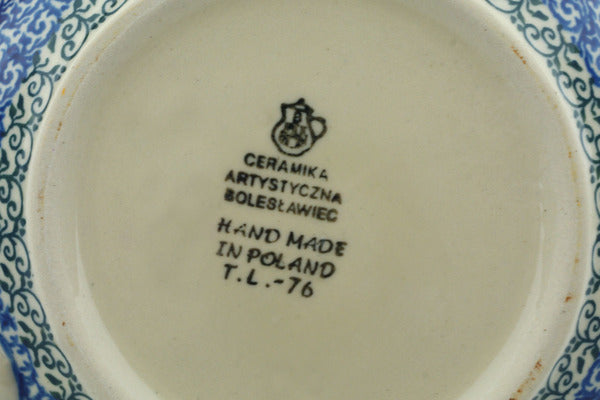 CERAMIKA
ARTYSTYCZNA
BOLESŁAWIEC
HAND MADE
IN POLAND
T.L.-76